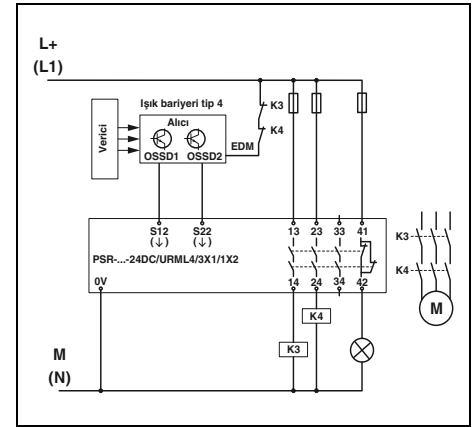 L+
(L1)
Işık bariyeri tip 4
K3
Verici
Alıcı
K4
OSSD1 OSSD2
EDM
S12 S22 13 23 33 41
(↓) (↓)
K3
PSR-...-24DC/URML4/3X1/1X2
K4
0V 14 24 34 42
M
K4
K3
M
(N)